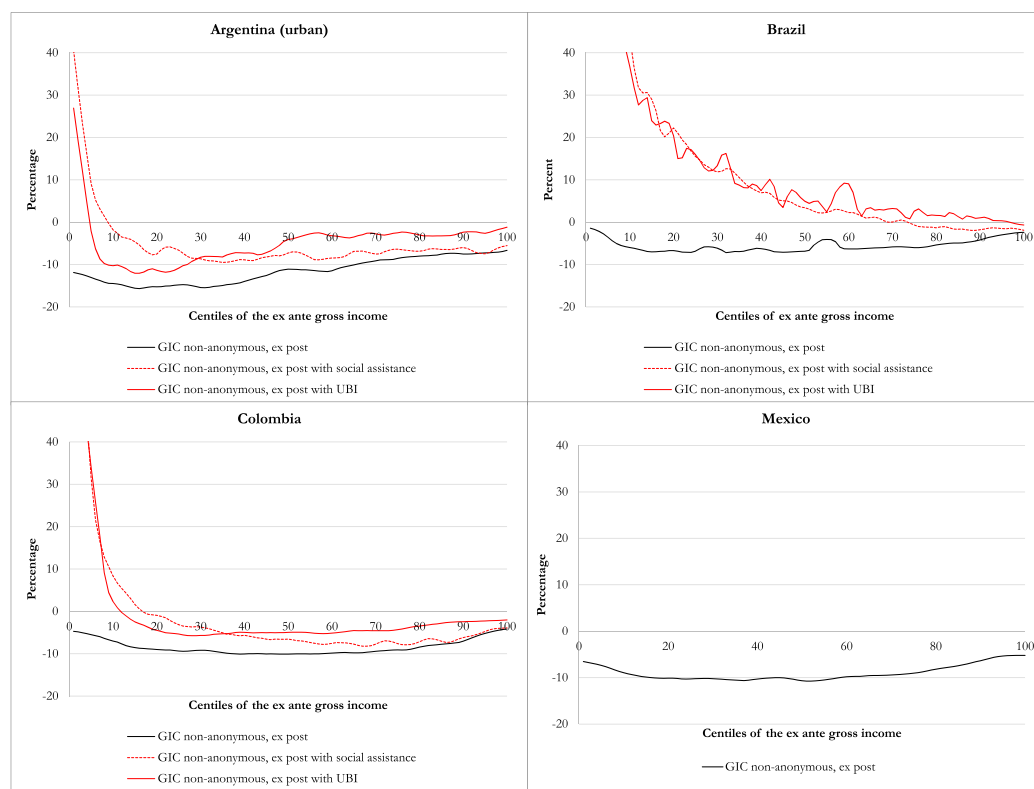 Argentina (urban)
40
30
20
10
0
-10
-20
Percentage
0 10 20 30 40 50 60 70 80 90 100
Centiles of the ex ante gross income
GIC non-anonymous, ex post
GIC non-anonymous, ex post with social assistance
GIC non-anonymous, ex post with UBI
Brazil
40
30
20
10
0
-10
-20
Percent
0 10 20 30 40 50 60 70 80 90 100
Centiles of ex ante gross income
GIC non-anonymous, ex post
GIC non-anonymous, ex post with social assistance
GIC non-anonymous, ex post with UBI
Colombia
40
30
20
10
0
-10
-20
Percentage
0 10 20 30 40 50 60 70 80 90 100
Centiles of the ex ante gross income
GIC non-anonymous, ex post
GIC non-anonymous, ex post with social assistance
GIC non-anonymous, ex post with UBI
Mexico
40
30
20
10
0
-10
-20
Percentage
0 20 40 60 80 100
Centiles of the ex ante gross income
GIC non-anonymous, ex post